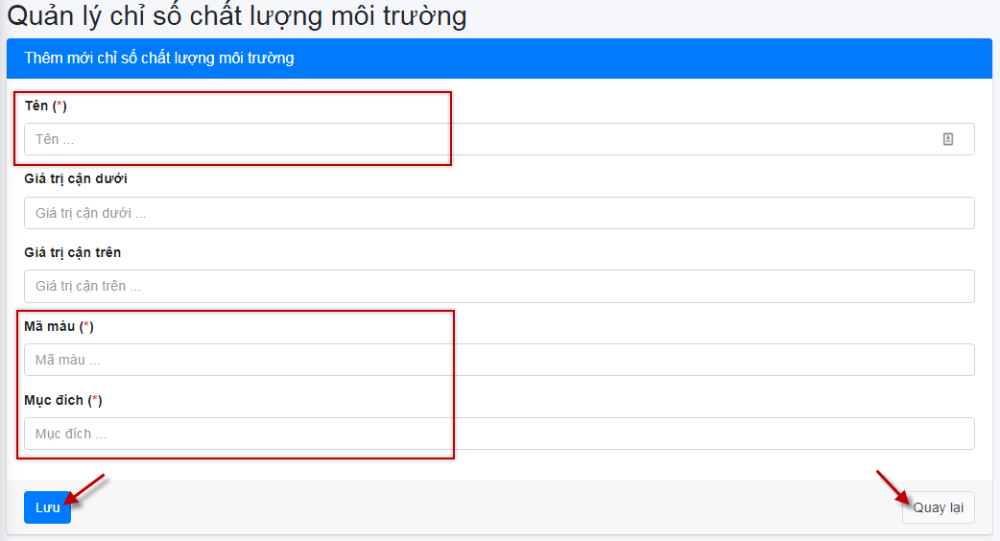 Quản lý chỉ số chất lượng môi trường
Thêm mới chỉ số chất lượng môi trường
Tên (*)
Tên ...
Giá trị cận dưới
Giá trị cận dưới ...
Giá trị cận trên
Giá trị cận trên ...
Mã màu (*)
Mã màu ...
Mục đích (*)
Mục đích ...
Lưu
Quay lại